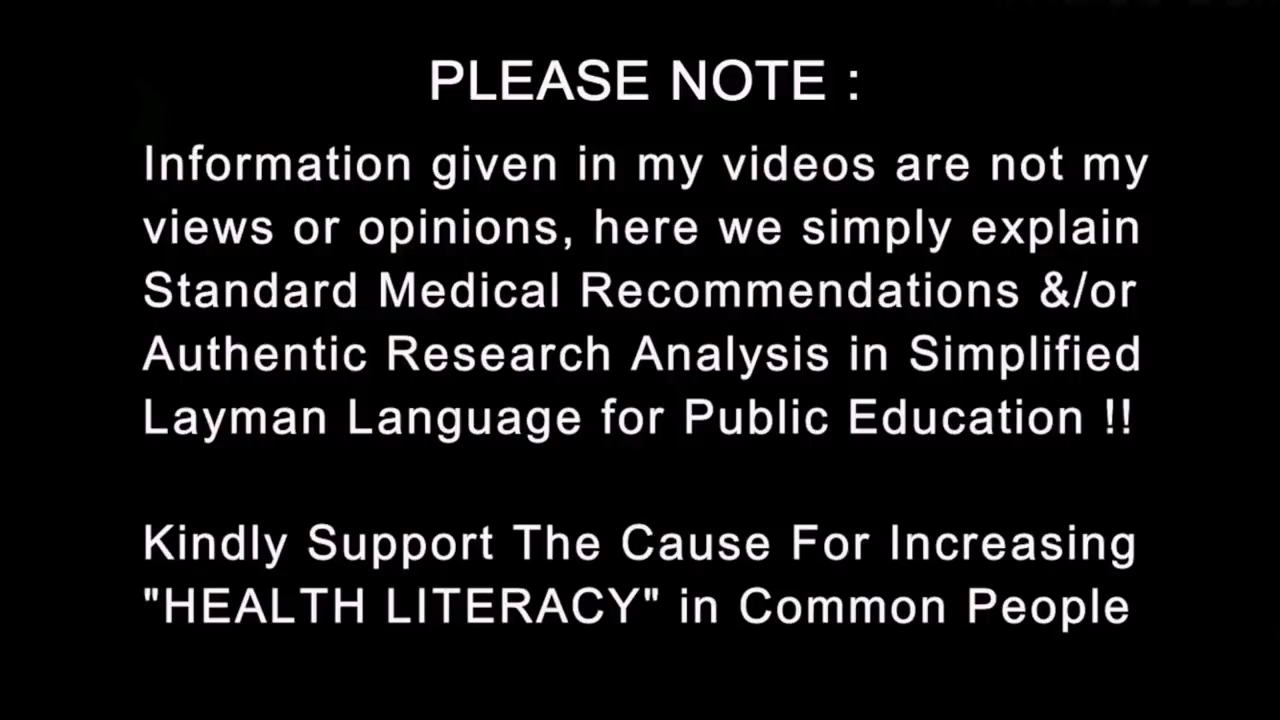 PLEASE NOTE :
Information given in my videos are not my
views or opinions, here we simply explain
Standard Medical Recommendations &/or
Authentic Research Analysis in Simplified
Layman Language for Public Education !!
Kindly Support The Cause For Increasing
"HEALTH LITERACY" in Common People